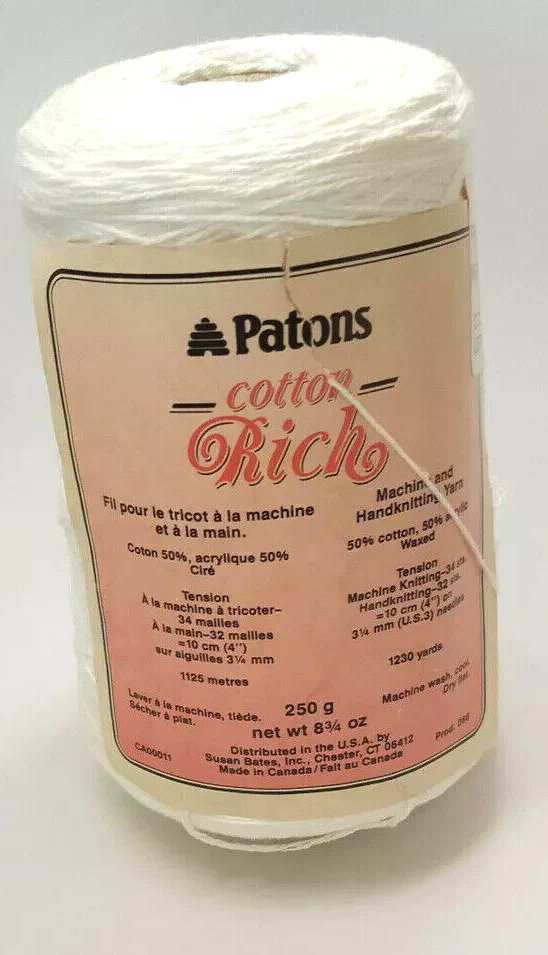 Patons
cotton
Rich
Fil pour le tricot à la machine
et à la main.
Coton 50%, acrylique 50%
Ciré
Tension
À la machine à tricoter–
34 mailles
À la main–32 mailles
=10 cm (4")
sur aiguilles 3¼ mm
1125 metres
Laver à la machine, tiède.
Sécher à plat.
CA00011
Machine and
Handknitting Yarn
50% cotton, 50% acrylic
Waxed
Tension
Machine Knitting–34 sts.
Handknitting–32 sts.
=10 cm (4") on
3¼ mm (U.S.3) needles
1230 yards
Machine wash, cool.
Dry flat.
250 g
net wt 8¾ oz
Distributed in the U.S.A. by
Susan Bates, Inc., Chester, CT 06412
Made in Canada/Fait au Canada
Prod. 086